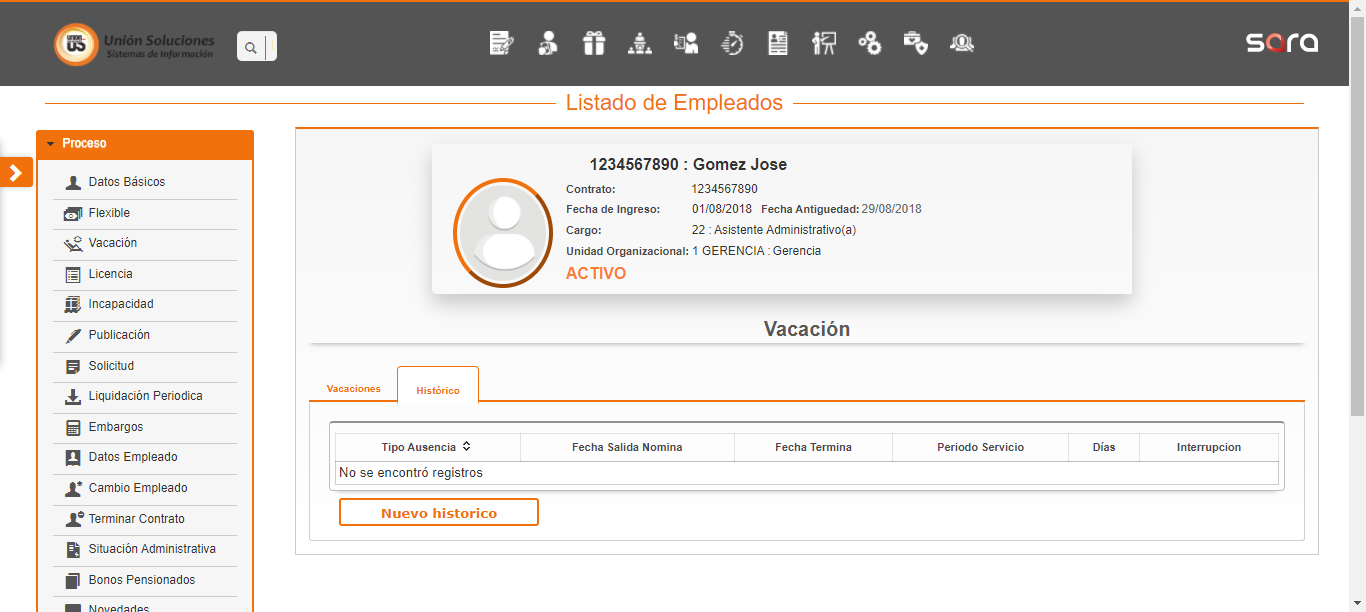 UNION
US
Unión Soluciones
Sistemas de Información
sara
Listado de Empleados
Proceso
Datos Básicos
Flexible
Vacación
Licencia
Incapacidad
Publicación
Solicitud
Liquidación Periodica
Embargos
Datos Empleado
Cambio Empleado
Terminar Contrato
Situación Administrativa
Bonos Pensionados
Novedades
1234567890 : Gomez Jose
Contrato: 1234567890
Fecha de Ingreso: 01/08/2018 Fecha Antiguedad: 29/08/2018
Cargo: 22 : Asistente Administrativo(a)
Unidad Organizacional: 1 GERENCIA : Gerencia
ACTIVO
Vacación
Vacaciones Histórico
Tipo Ausencia Fecha Salida Nomina Fecha Termina Periodo Servicio Días Interrupcion
No se encontró registros
Nuevo historico